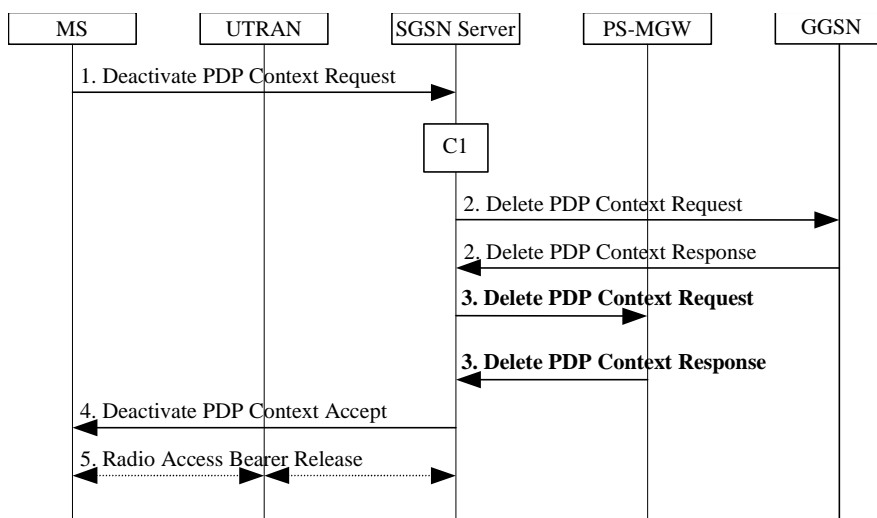 MS UTRAN SGSN Server PS-MGW GGSN
1. Deactivate PDP Context Request
C1
2. Delete PDP Context Request
2. Delete PDP Context Response
3. Delete PDP Context Request
3. Delete PDP Context Response
4. Deactivate PDP Context Accept
5. Radio Access Bearer Release